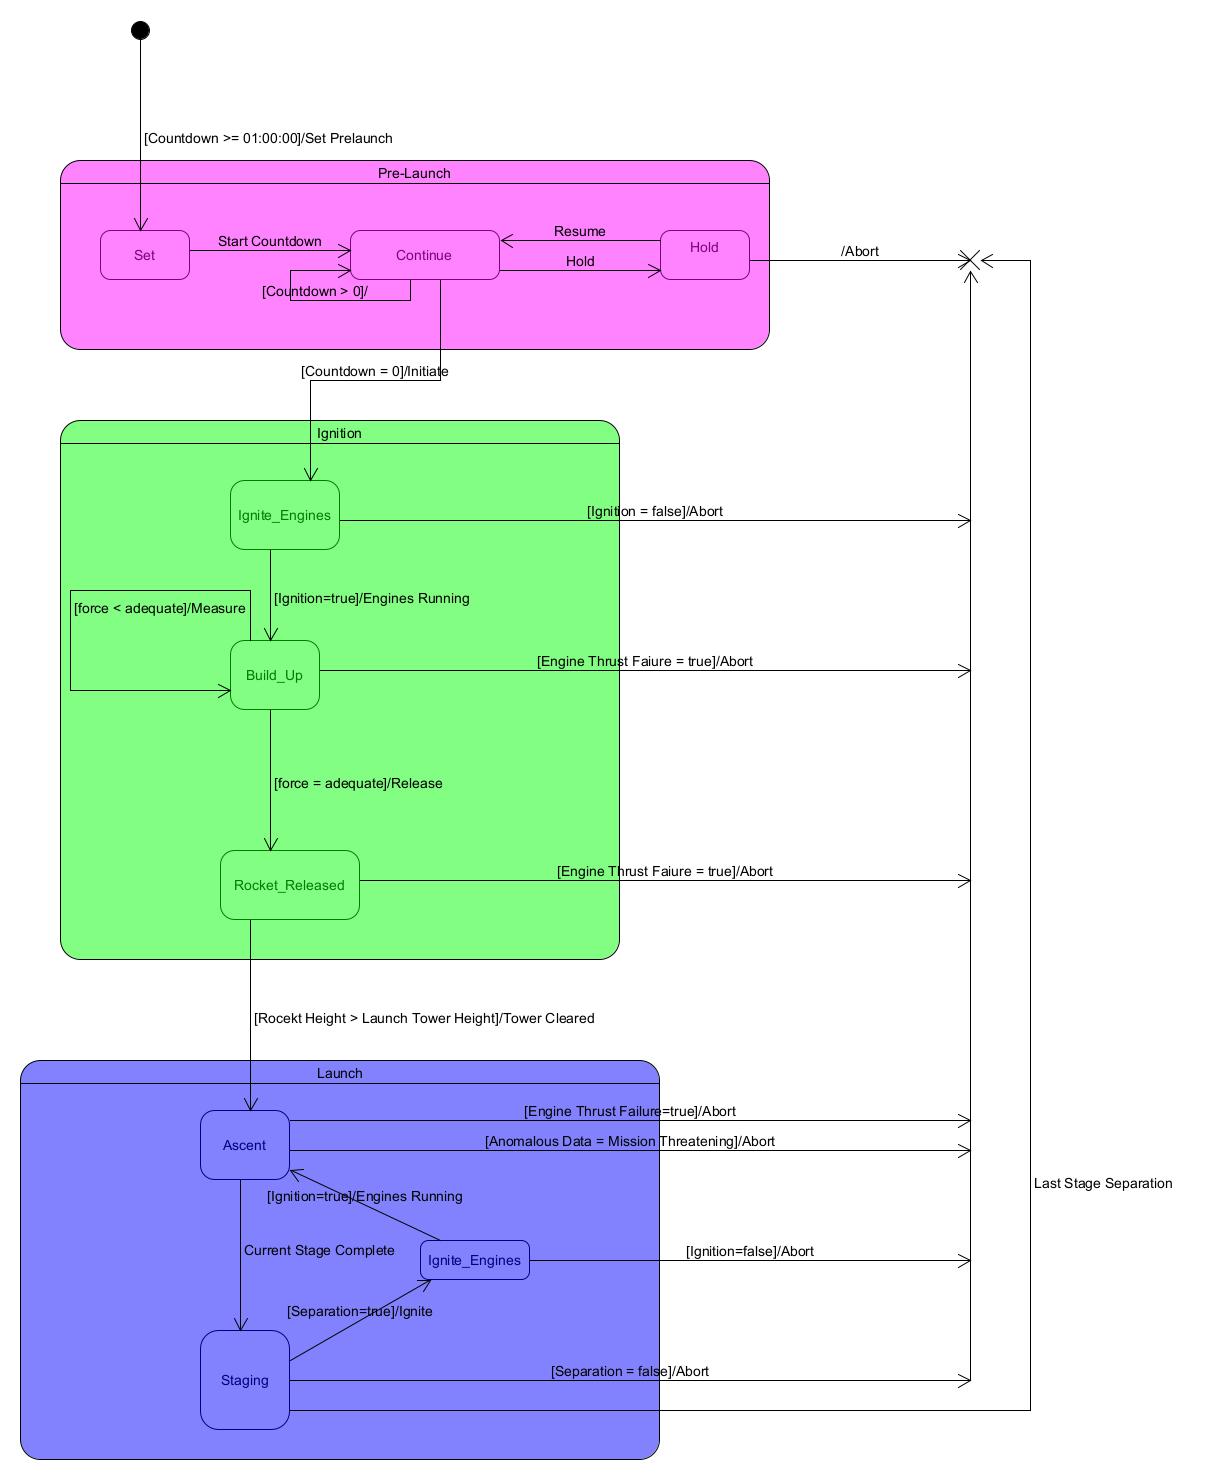 [Countdown >= 01:00:00]/Set Prelaunch
Pre-Launch
Set
Start Countdown
Continue
Resume
Hold
Hold
/Abort
[Countdown > 0]/
[Countdown = 0]/Initiate
Ignition
Ignite_Engines
[Ignition = false]/Abort
[Ignition=true]/Engines Running
[force < adequate]/Measure
Build_Up
[Engine Thrust Faiure = true]/Abort
[force = adequate]/Release
Rocket_Released
[Engine Thrust Faiure = true]/Abort
[Rocekt Height > Launch Tower Height]/Tower Cleared
Launch
Ascent
[Engine Thrust Failure=true]/Abort
[Anomalous Data = Mission Threatening]/Abort
Last Stage Separation
[Ignition=true]/Engines Running
Current Stage Complete
Ignite_Engines
[Ignition=false]/Abort
[Separation=true]/Ignite
Staging
[Separation = false]/Abort